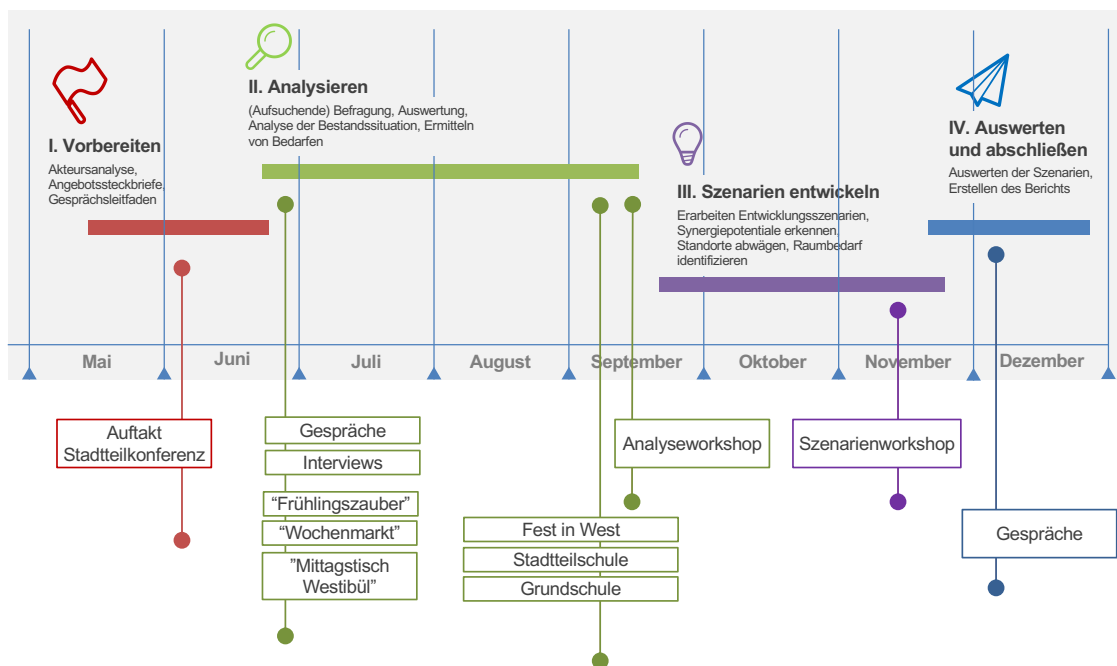 I. Vorbereiten
Akteursanalyse,
Angebotssteckbriefe,
Gesprächsleitfaden
II. Analysieren
(Aufsuchende) Befragung, Auswertung,
Analyse der Bestandssituation, Ermitteln
von Bedarfen
III. Szenarien entwickeln
Erarbeiten Entwicklungsszenarien,
Synergiepotentiale erkennen,
Standorte abwägen, Raumbedarf
identifizieren
IV. Auswerten
und abschließen
Auswerten der Szenarien,
Erstellen des Berichts
Mai
Juni
Juli
August
September
Oktober
November
Dezember
Auftakt
Stadtteilkonferenz
Gespräche
Interviews
“Frühlingszauber”
“Wochenmarkt”
”Mittagstisch
Westibül”
Fest in West
Stadtteilschule
Grundschule
Analyseworkshop
Szenarienworkshop
Gespräche